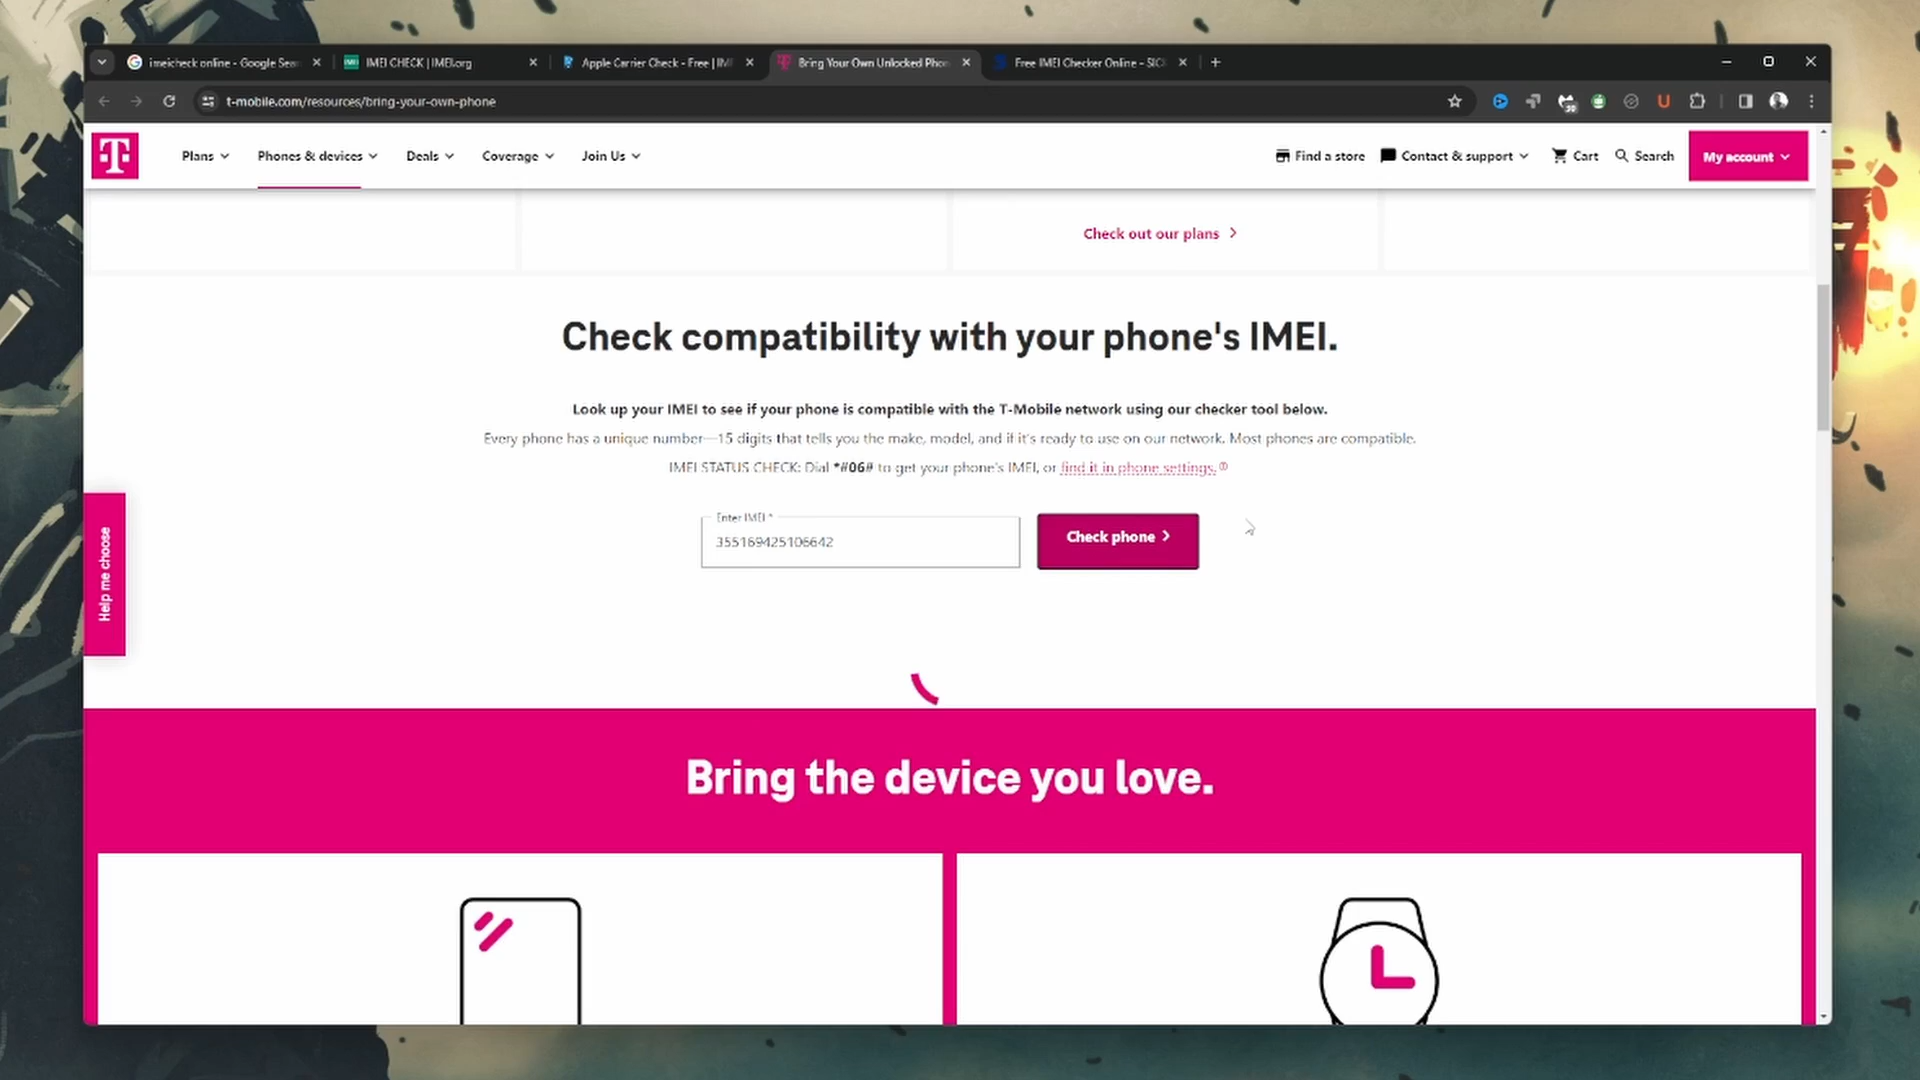 imeicheck online - Google Sea
IMEI CHECK | IMEI.org
Apple Carrier Check - Free | IMI
Bring Your Own Unlocked Phon
Free IMEI Checker Online - SICK
t-mobile.com/resources/bring-your-own-phone
T
Plans
Phones & devices
Deals
Coverage
Join Us
Find a store
Contact & support
Cart
Search
My account
Check out our plans
Check compatibility with your phone's IMEI.
Look up your IMEI to see if your phone is compatible with the T-Mobile network using our checker tool below.
Every phone has a unique number—15 digits that tells you the make, model, and if it's ready to use on our network. Most phones are compatible.
IMEI STATUS CHECK: Dial *#06# to get your phone's IMEI, or find it in phone settings.
Enter IMEI *
355169425106642
Check phone
Help me choose
Bring the device you love.